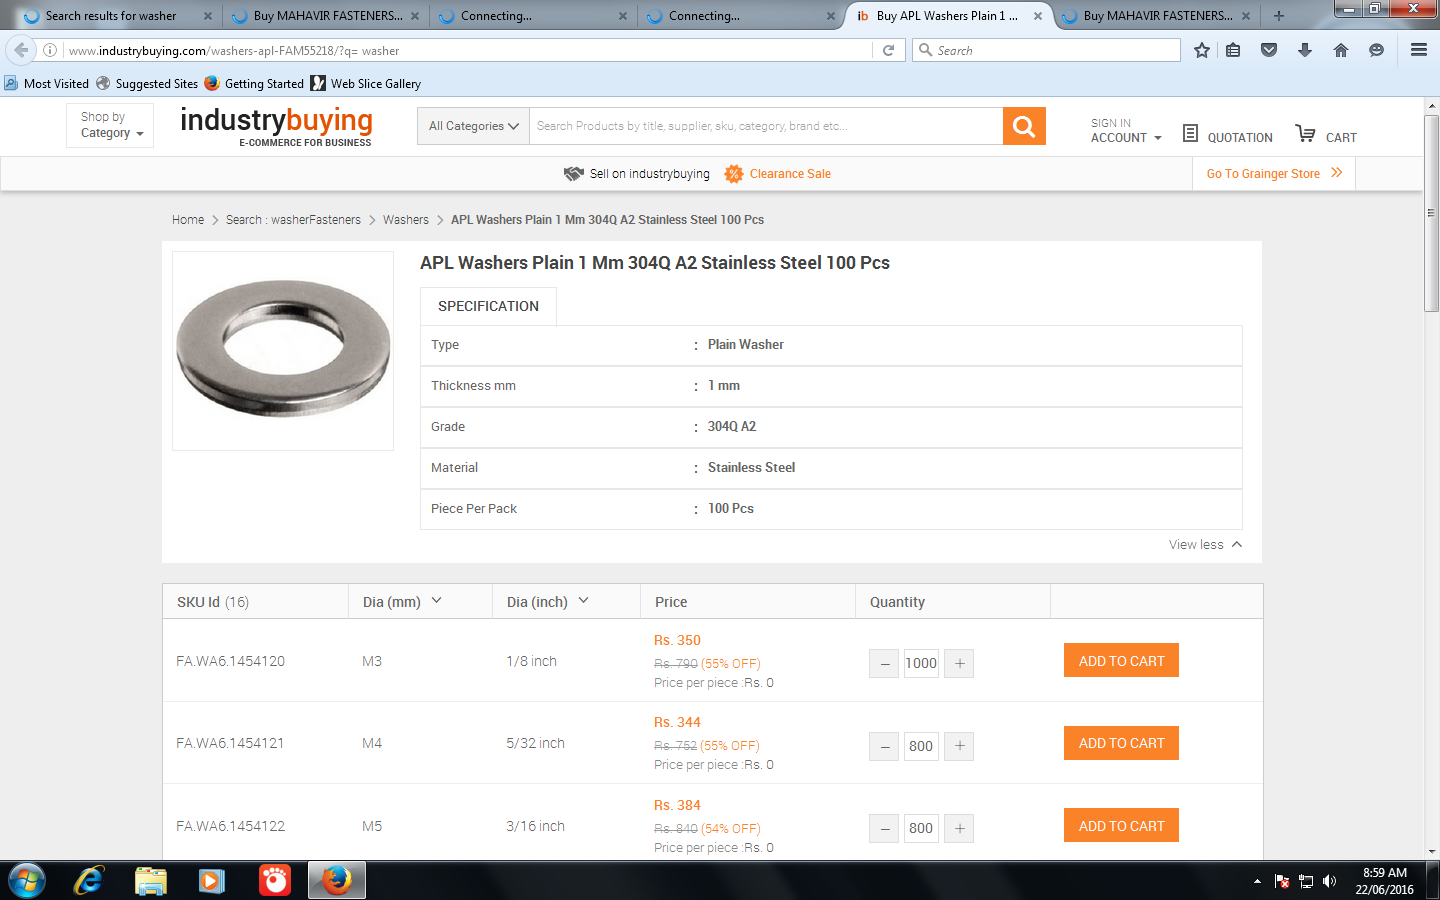 Search results for washer
Buy MAHAVIR FASTENERS...
Connecting...
Connecting...
ib Buy APL Washers Plain 1 ...
Buy MAHAVIR FASTENERS...
www.industrybuying.com/washers-apl-FAM55218/?q= washer
Search
Most Visited
Suggested Sites
Getting Started
Web Slice Gallery
Shop by
Category
industrybuying
E-COMMERCE FOR BUSINESS
All Categories
Search Products by title, supplier, sku, category, brand etc...
SIGN IN
ACCOUNT
QUOTATION
CART
Sell on industrybuying
Clearance Sale
Go To Grainger Store
Home > Search : washerFasteners > Washers > APL Washers Plain 1 Mm 304Q A2 Stainless Steel 100 Pcs
APL Washers Plain 1 Mm 304Q A2 Stainless Steel 100 Pcs
SPECIFICATION
Type : Plain Washer
Thickness mm : 1 mm
Grade : 304Q A2
Material : Stainless Steel
Piece Per Pack : 100 Pcs
View less
SKU Id (16) Dia (mm) Dia (inch) Price Quantity
FA.WA6.1454120 M3 1/8 inch
Rs. 350
Rs. 790 (55% OFF)
Price per piece :Rs. 0
– 1000 +
ADD TO CART
FA.WA6.1454121 M4 5/32 inch
Rs. 344
Rs. 752 (55% OFF)
Price per piece :Rs. 0
– 800 +
ADD TO CART
FA.WA6.1454122 M5 3/16 inch
Rs. 384
Rs. 840 (54% OFF)
Price per piece :Rs. 0
– 800 +
ADD TO CART
8:59 AM
22/06/2016